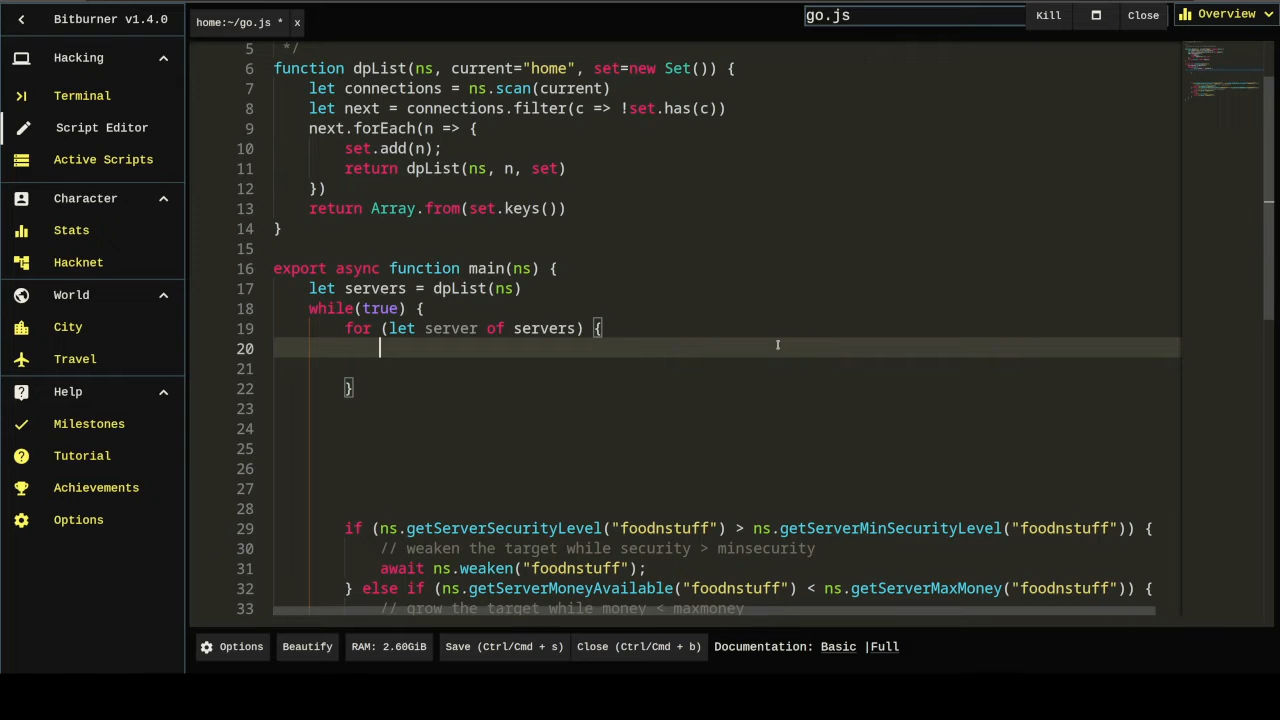 Bitburner v1.4.0
Hacking
Terminal
Script Editor
Active Scripts
Character
Stats
Hacknet
World
City
Travel
Help
Milestones
Tutorial
Achievements
Options
home:~/go.js * x
go.js
Kill
Close
Overview
5 */
6 function dpList(ns, current="home", set=new Set()) {
7 let connections = ns.scan(current)
8 let next = connections.filter(c => !set.has(c))
9 next.forEach(n => {
10 set.add(n);
11 return dpList(ns, n, set)
12 })
13 return Array.from(set.keys())
14 }
15
16 export async function main(ns) {
17 let servers = dpList(ns)
18 while(true) {
19 for (let server of servers) {
20
21
22 }
23
24
25
26
27
28
29 if (ns.getServerSecurityLevel("foodnstuff") > ns.getServerMinSecurityLevel("foodnstuff")) {
30 // weaken the target while security > minsecurity
31 await ns.weaken("foodnstuff");
32 } else if (ns.getServerMoneyAvailable("foodnstuff") < ns.getServerMaxMoney("foodnstuff")) {
33 // grow the target while money < maxmoney
Options
Beautify
RAM: 2.60GiB
Save (Ctrl/Cmd + s)
Close (Ctrl/Cmd + b)
Documentation: Basic |Full